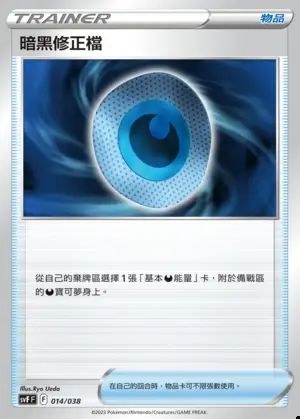 TRAINER 物品
暗黑修正檔
從自己的棄牌區選擇1張「基本能量」卡,附於備戰區
的寶可夢身上。
Illus.Ryo Ueda
svF F F 014/038
在自己的回合時,物品卡可不限張數使用。
©2023 Pokémon/Nintendo/Creatures/GAME FREAK.